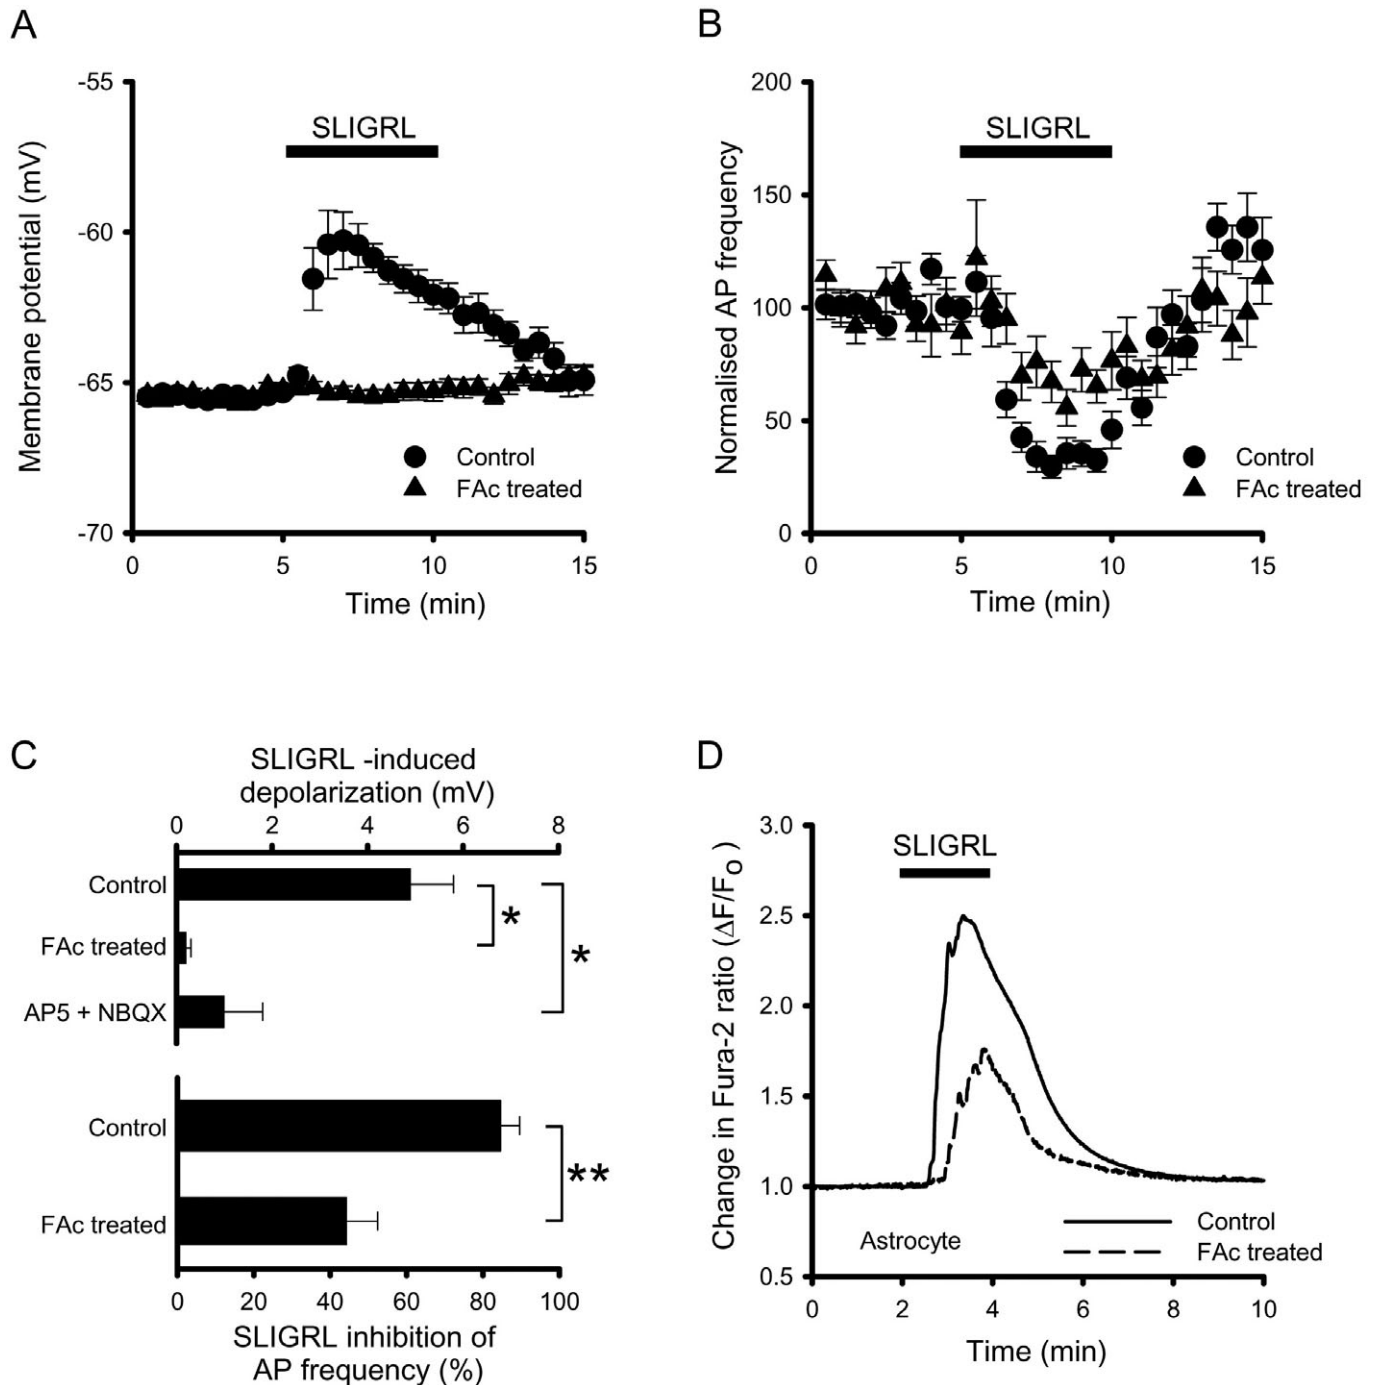 A
-55
-60
-65
-70
Membrane potential (mV)
SLIGRL
Control
FAc treated
0 5 10 15
Time (min)
B
200
150
100
50
0
Normalised AP frequency
SLIGRL
Control
FAc treated
0 5 10 15
Time (min)
C
SLIGRL -induced
depolarization (mV)
0 2 4 6 8
Control
FAc treated
AP5 + NBQX
*
*
Control
FAc treated
**
0 20 40 60 80 100
SLIGRL inhibition of
AP frequency (%)
D
3.0
2.5
2.0
1.5
1.0
0.5
Change in Fura-2 ratio (ΔF/Fo )
SLIGRL
Astrocyte
Control
FAc treated
0 2 4 6 8 10
Time (min)